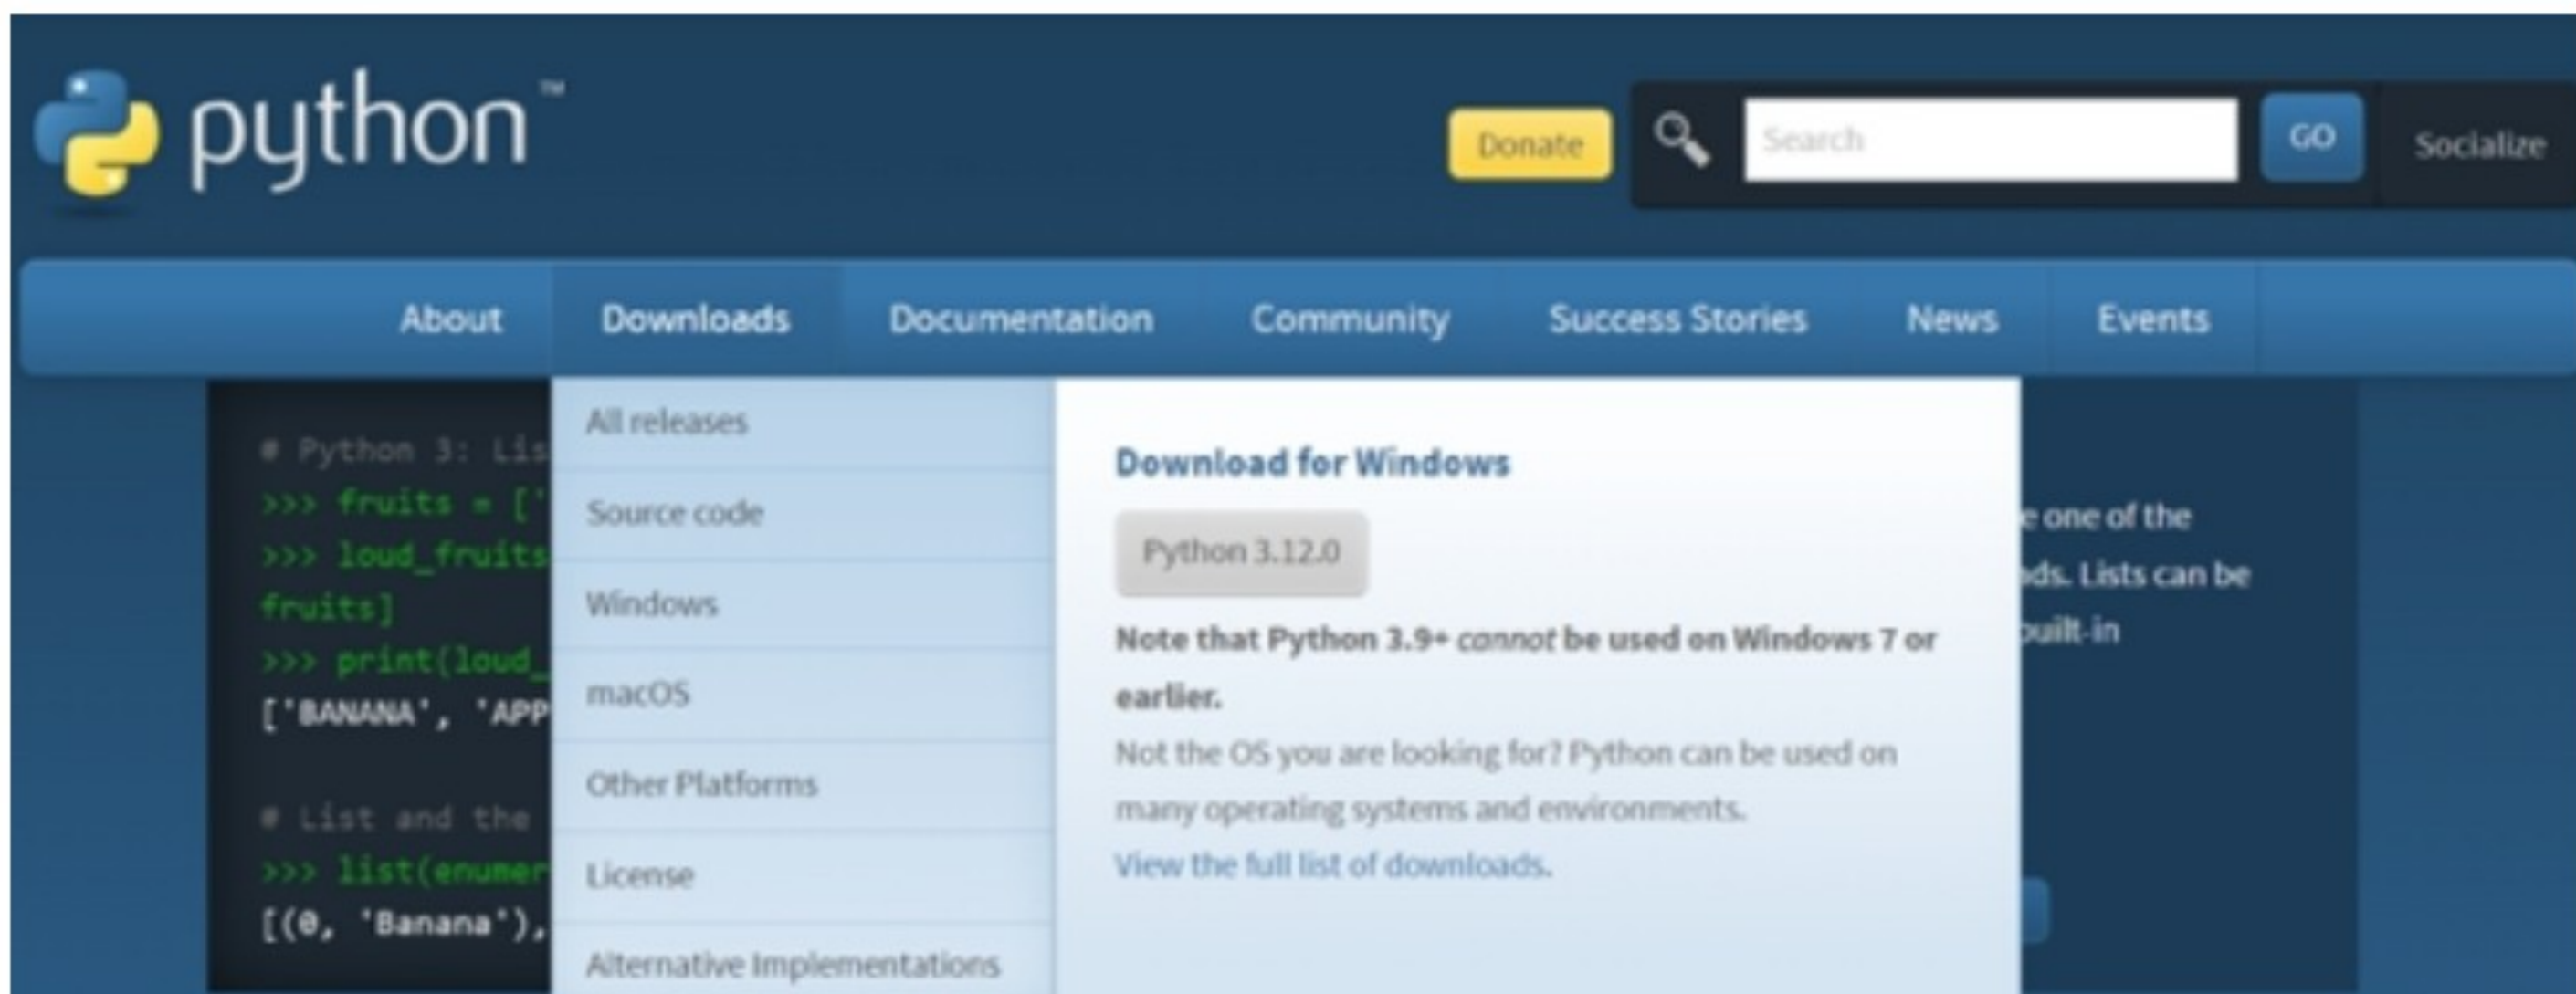 python™
Donate
Search
GO
Socialize
About
Downloads
Documentation
Community
Success Stories
News
Events
# Python 3: Lis
>>> fruits = ['
>>> loud_fruits
fruits]
>>> print(loud_
['BANANA', 'APP
# List and the
>>> list(enumer
[(0, 'Banana'),
All releases
Source code
Windows
macOS
Other Platforms
License
Alternative Implementations
Download for Windows
Python 3.12.0
Note that Python 3.9+ cannot be used on Windows 7 or
earlier.
Not the OS you are looking for? Python can be used on
many operating systems and environments.
View the full list of downloads.
e one of the
ds. Lists can be
built-in